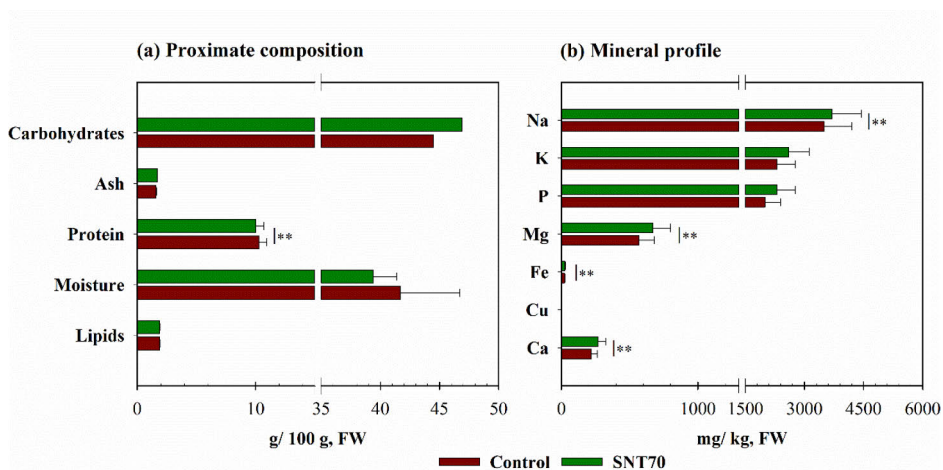 (a) Proximate composition
(b) Mineral profile
Carbohydrates
Ash
Protein
**
Moisture
Lipids
0 10 35 40 45 50
g/ 100 g, FW
Na
**
K
P
Mg
**
Fe
**
Cu
Ca
**
0 1000 1500 3000 4500 6000
mg/ kg, FW
Control SNT70